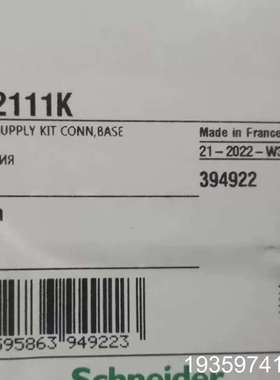 2111K
UPPLY KIT CONN,BASE
Made in France
ИЯ
21-2022-W3
394922
595863 949223
Schneider
19359741